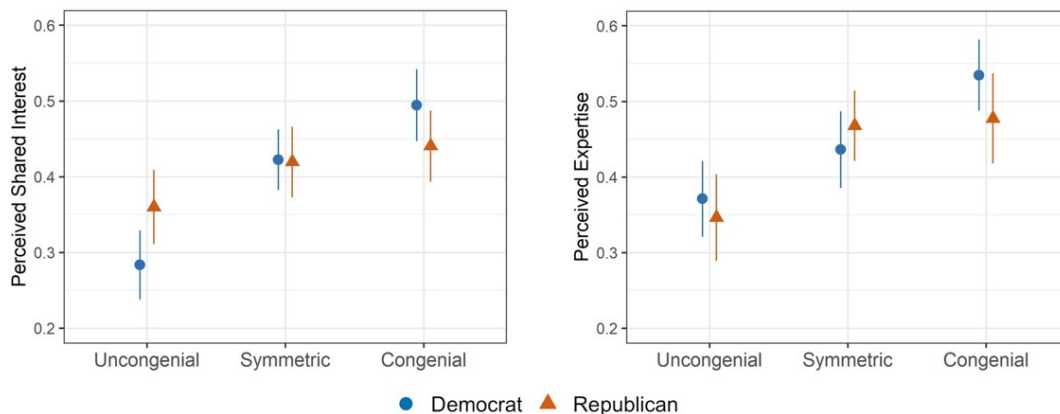 Perceived Shared Interest
0.6
0.5
0.4
0.3
0.2
Uncongenial Symmetric Congenial
Perceived Expertise
0.6
0.5
0.4
0.3
0.2
Uncongenial Symmetric Congenial
Democrat Republican